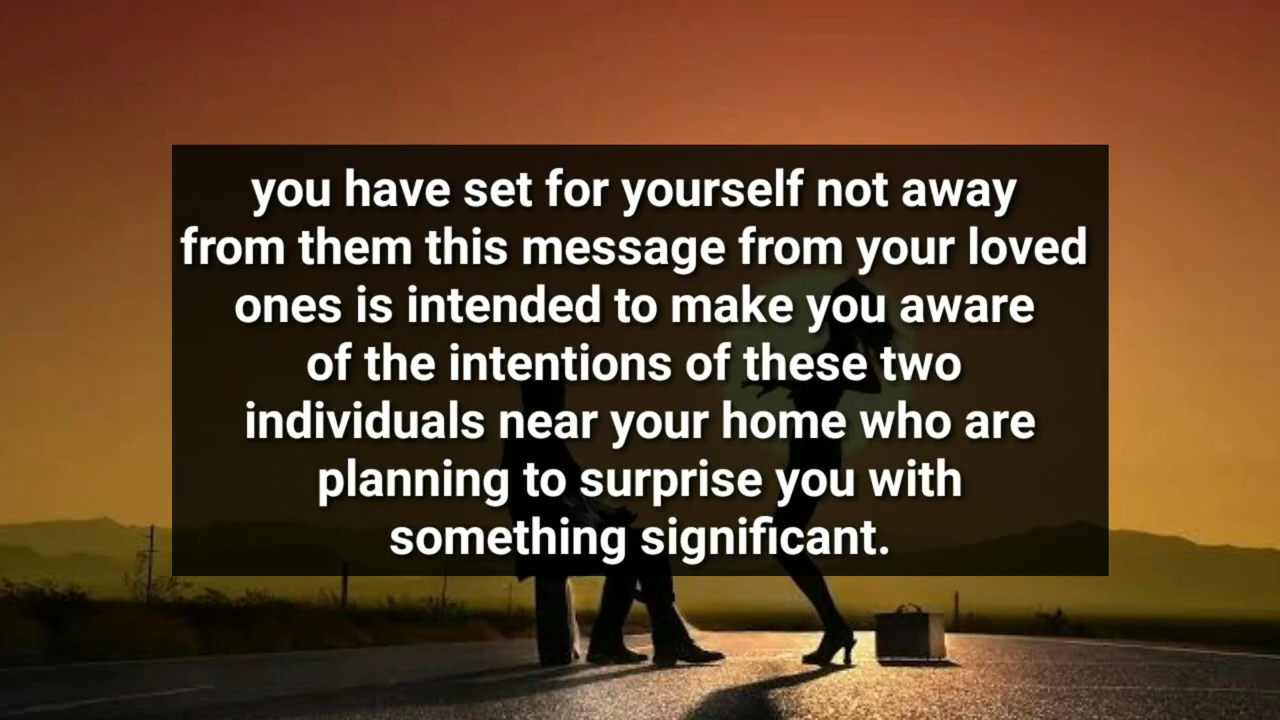 you have set for yourself not away
from them this message from your loved
ones is intended to make you aware
of the intentions of these two
individuals near your home who are
planning to surprise you with
something significant.